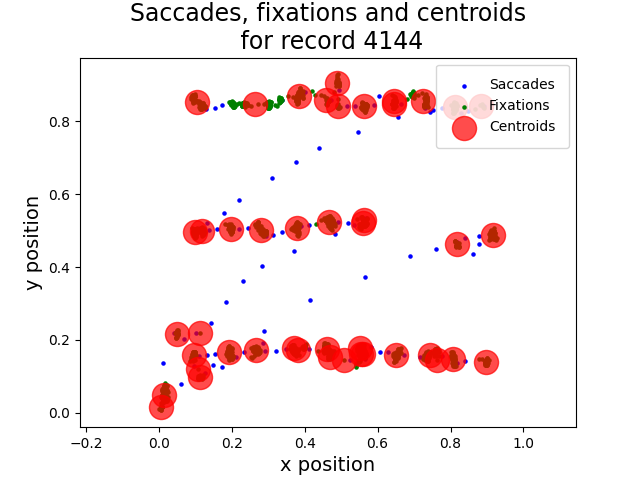 Saccades, fixations and centroids
for record 4144
Saccades
Fixations
Centroids
0.8
0.6
0.4
0.2
0.0
y position
−0.2 0.0 0.2 0.4 0.6 0.8 1.0
x position